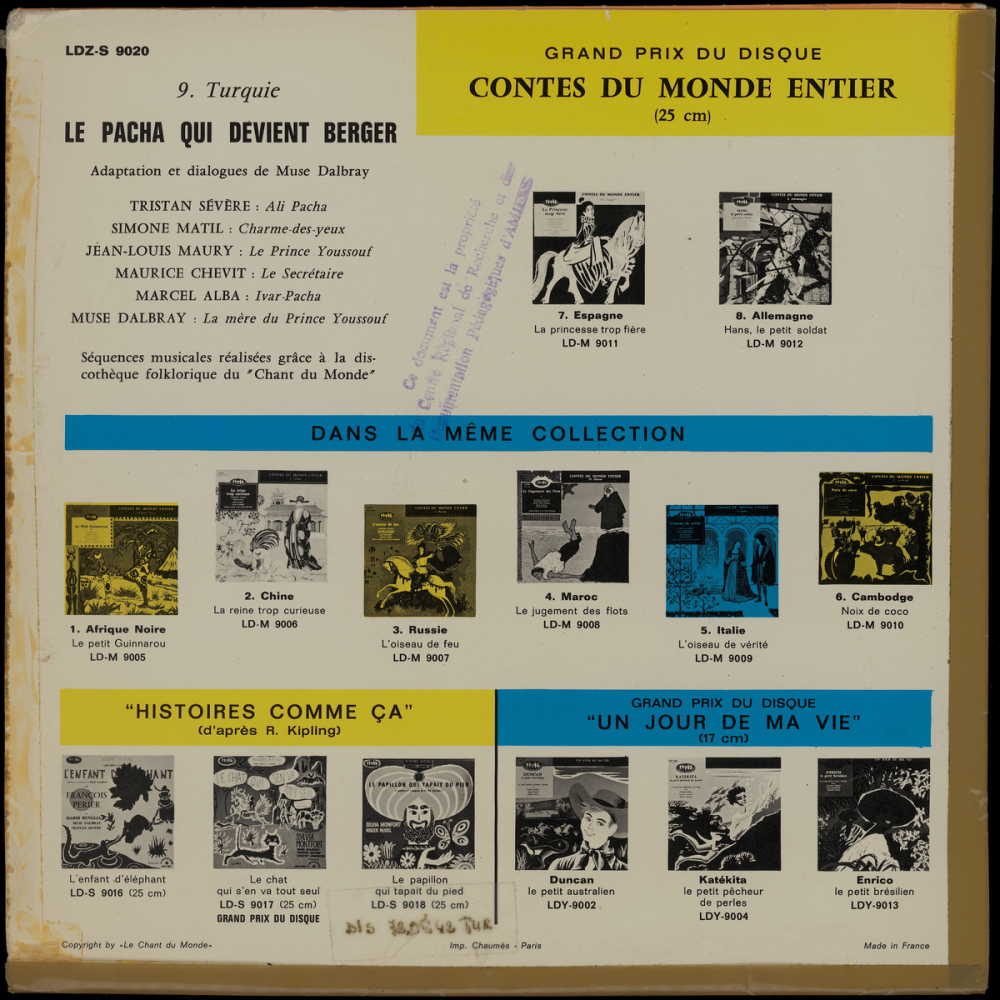 LDZ-S 9020
9. Turquie
LE PACHA QUI DEVIENT BERGER
Adaptation et dialogues de Muse Dalbray
TRISTAN SÉVÈRE : Ali Pacha
SIMONE MATIL : Charme-des-yeux
JEAN-LOUIS MAURY : Le Prince Youssouf
MAURICE CHEVIT : Le Secrétaire
MARCEL ALBA : Ivar-Pacha
MUSE DALBRAY : La mère du Prince Youssouf
Séquences musicales réalisées grâce à la dis-
cothèque folklorique du "Chant du Monde"
GRAND PRIX DU DISQUE
CONTES DU MONDE ENTIER
(25 cm)
Ce document est la propriété
du Centre Régional de Recherche et de
Documentation Pédagogiques d'AMIENS
7. Espagne
La princesse trop fière
LD-M 9011
8. Allemagne
Hans, le petit soldat
LD-M 9012
DANS LA MÊME COLLECTION
1. Afrique Noire
Le petit Guinnarou
LD-M 9005
2. Chine
La reine trop curieuse
LD-M 9006
3. Russie
L'oiseau de feu
LD-M 9007
4. Maroc
Le jugement des flots
LD-M 9008
5. Italie
L'oiseau de vérité
LD-M 9009
6. Cambodge
Noix de coco
LD-M 9010
"HISTOIRES COMME ÇA"
(d'après R. Kipling)
L'ENFANT D'ÉLÉPHANT
FRANÇOIS
PERIER
LE CHAT QUI S'EN VA
SYLVIA
MONFORT
LE PAPILLON QUI TAPAIT DU PIED
SILVIA MONFORT
L'enfant d'éléphant
LD-S 9016 (25 cm)
Le chat
qui s'en va tout seul
LD-S 9017 (25 cm)
GRAND PRIX DU DISQUE
Le papillon
qui tapait du pied
LD-S 9018 (25 cm)
GRAND PRIX DU DISQUE
"UN JOUR DE MA VIE"
(17 cm)
DUNCAN
KATÉKITA
Duncan
le petit australien
LDY-9002
Katékita
le petit pêcheur
de perles
LDY-9004
Enrico
le petit brésilien
LDY-9013
Copyright by «Le Chant du Monde»
Imp. Chaumès - Paris
Made in France